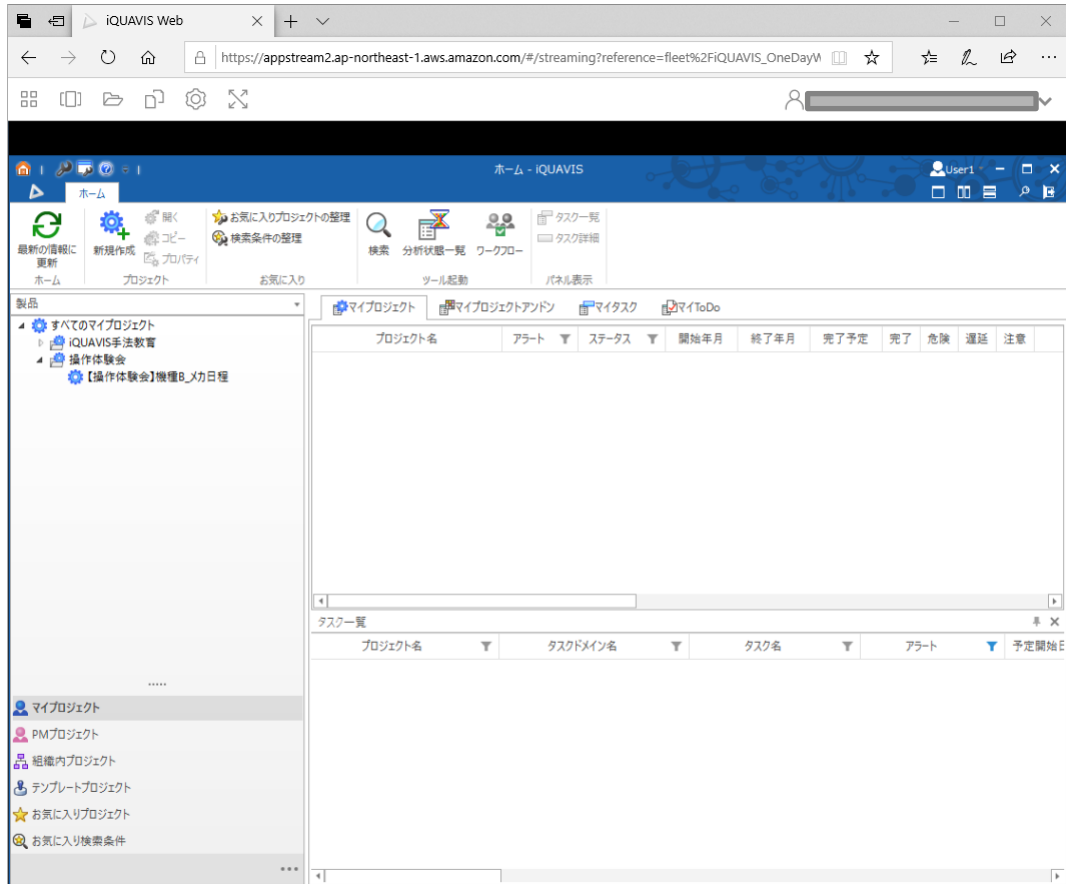 iQUAVIS Web
https://appstream2.ap-northeast-1.aws.amazon.com/#/streaming?reference=fleet%2FiQUAVIS_OneDayW
ホーム - iQUAVIS
User1
ホーム
最新の情報に更新
新規作成
開く
コピー
プロパティ
お気に入りプロジェクトの整理
検索条件の整理
検索
分析状態一覧
ワークフロー
タスク一覧
タスク詳細
ホーム
プロジェクト
お気に入り
ツール起動
パネル表示
製品
すべてのマイプロジェクト
iQUAVIS手法教育
操作体験会
【操作体験会】機種B_メカ日程
マイプロジェクト
マイプロジェクトアンドン
マイタスク
マイToDo
プロジェクト名 アラート ステータス 開始年月 終了年月 完了予定 完了 危険 遅延 注意
タスク一覧
プロジェクト名 タスクドメイン名 タスク名 アラート 予定開始日
マイプロジェクト
PMプロジェクト
組織内プロジェクト
テンプレートプロジェクト
お気に入りプロジェクト
お気に入り検索条件